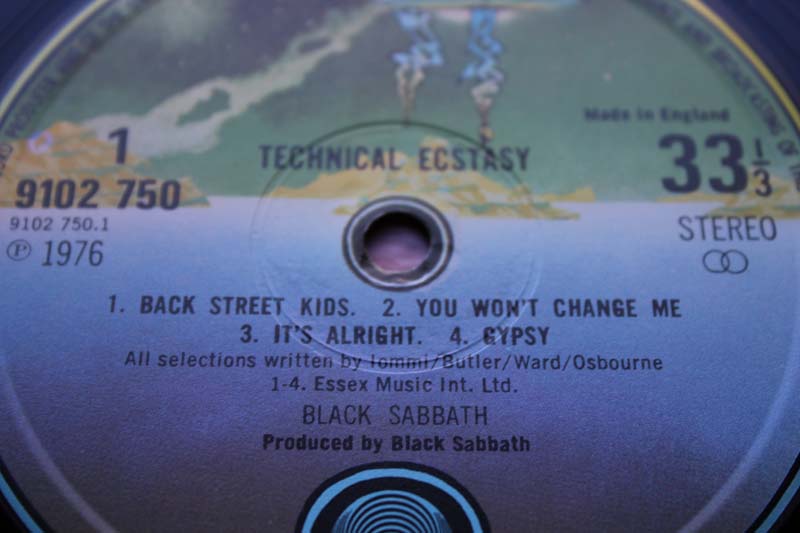 Made in England
1
TECHNICAL ECSTASY
33 1/3
9102 750
9102 750.1
STEREO
℗ 1976
1. BACK STREET KIDS. 2. YOU WON'T CHANGE ME
3. IT'S ALRIGHT. 4. GYPSY
All selections written by Iommi/Butler/Ward/Osbourne
1-4. Essex Music Int. Ltd.
BLACK SABBATH
Produced by Black Sabbath